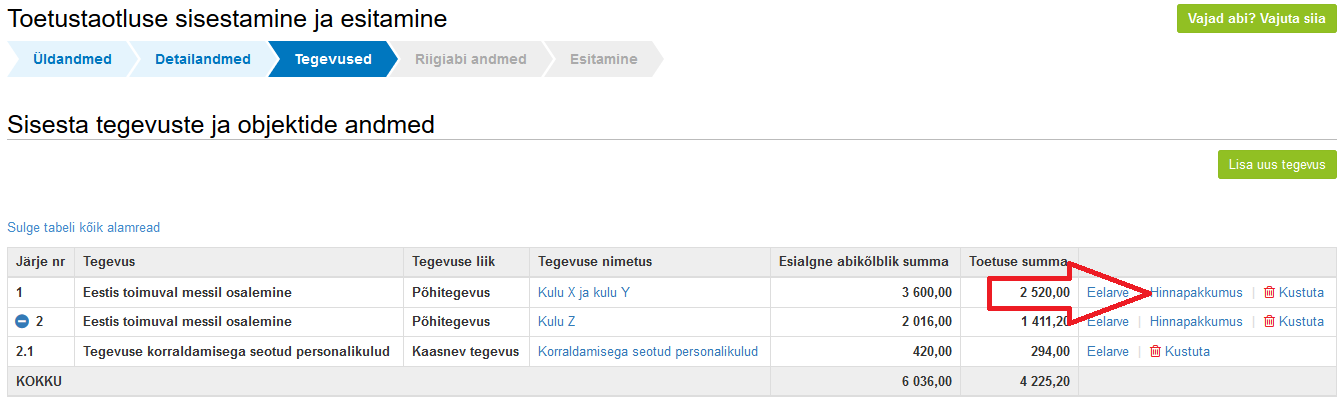 Toetustaotluse sisestamine ja esitamine
Vajad abi? Vajuta siia
Üldandmed Detailandmed Tegevused Riigiabi andmed Esitamine
Sisesta tegevuste ja objektide andmed
Lisa uus tegevus
Sulge tabeli kõik alamread
Järje nr Tegevus Tegevuse liik Tegevuse nimetus Esialgne abikõlblik summa Toetuse summa
1 Eestis toimuval messil osalemine Põhitegevus Kulu X ja kulu Y 3 600,00 2 520,00 Eelarve Hinnapakkumus | Kustuta
2 Eestis toimuval messil osalemine Põhitegevus Kulu Z 2 016,00 1 411,20 Eelarve | Hinnapakkumus | Kustuta
2.1 Tegevuse korraldamisega seotud personalikulud Kaasnev tegevus Korraldamisega seotud personalikulud 420,00 294,00 Eelarve | Kustuta
KOKKU 6 036,00 4 225,20